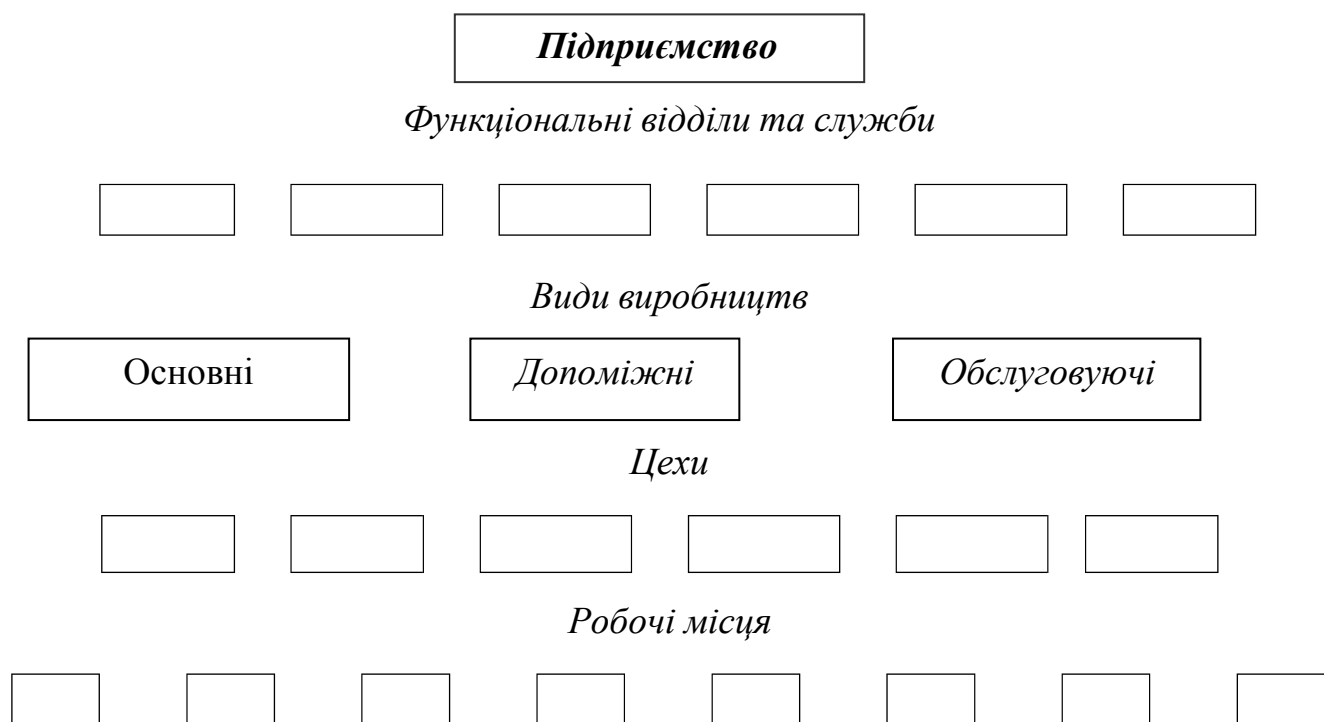 Підприємство
Функціональні відділи та служби
Види виробництв
Основні Допоміжні Обслуговуючі
Цехи
Робочі місця